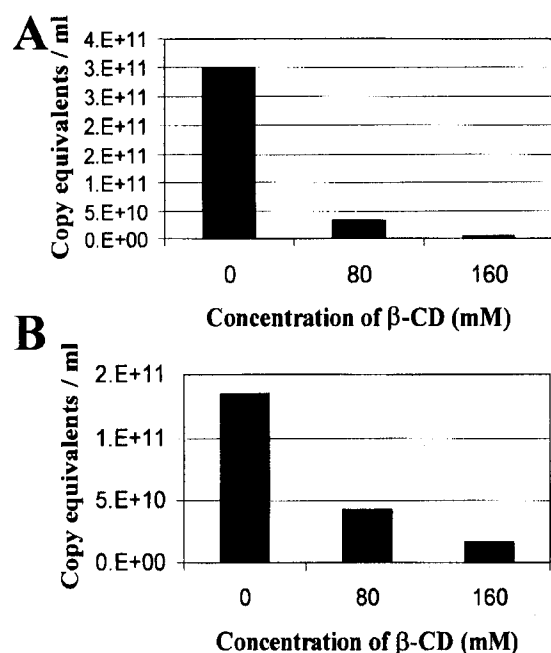 A
Copy equivalents / ml
4.E+11
3.E+11
3.E+11
2.E+11
2.E+11
1.E+11
1.E+11
5.E+10
0.E+00
0 80 160
Concentration of β-CD (mM)
B
Copy equivalents / ml
2.E+11
1.E+11
5.E+10
0.E+00
0 80 160
Concentration of β-CD (mM)